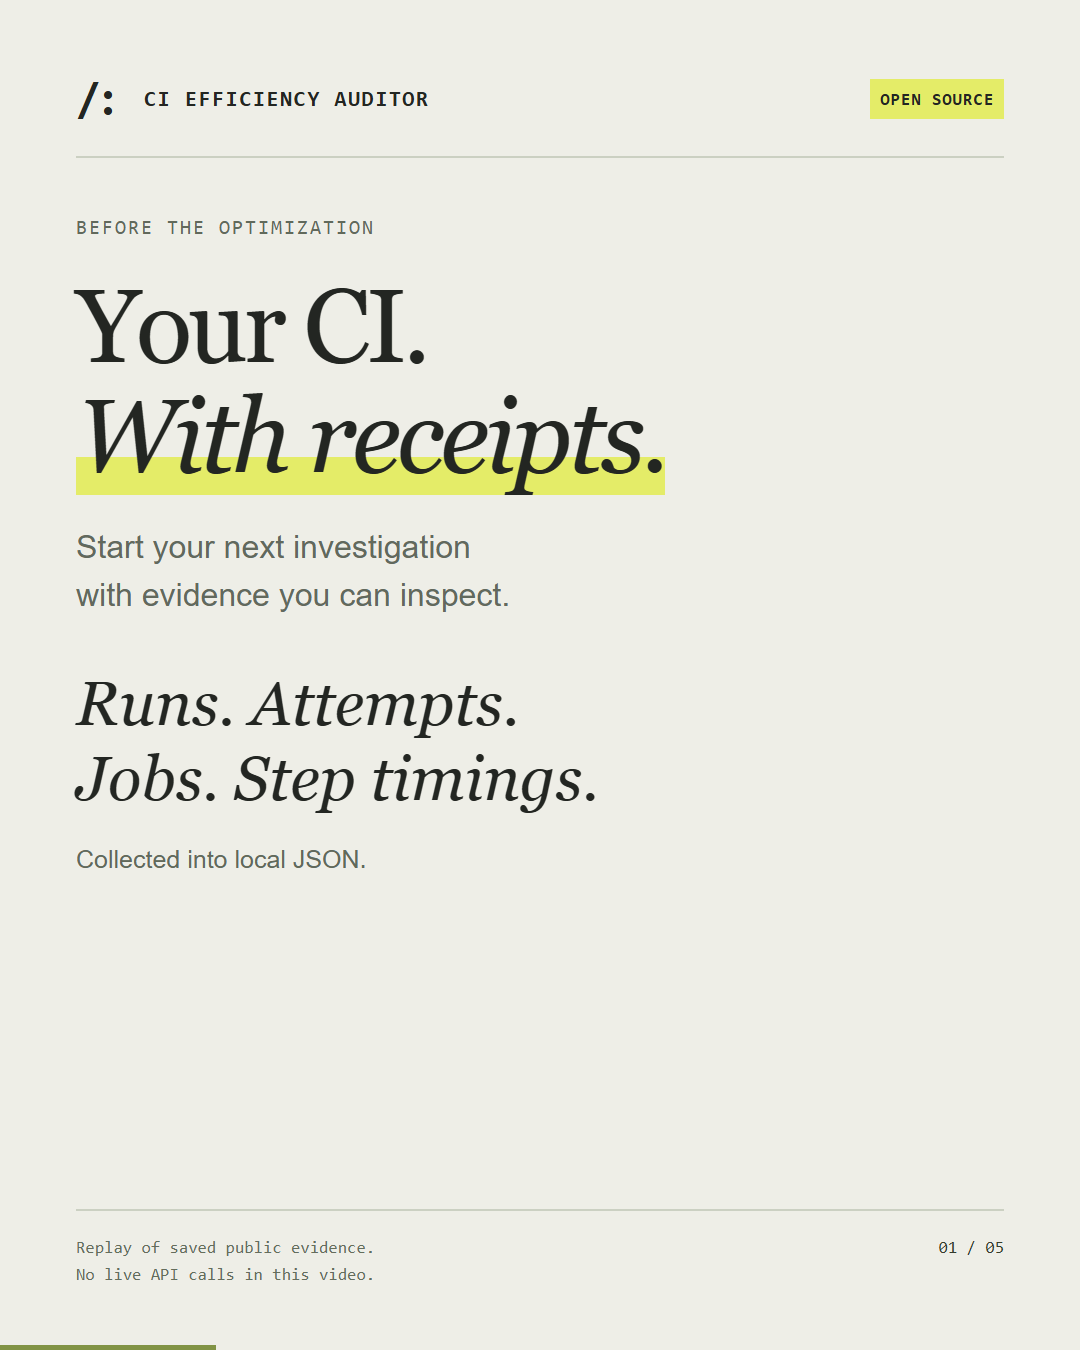 /: CI EFFICIENCY AUDITOR
OPEN SOURCE
BEFORE THE OPTIMIZATION
Your CI.
With receipts.
Start your next investigation
with evidence you can inspect.
Runs. Attempts.
Jobs. Step timings.
Collected into local JSON.
Replay of saved public evidence.
No live API calls in this video.
01 / 05